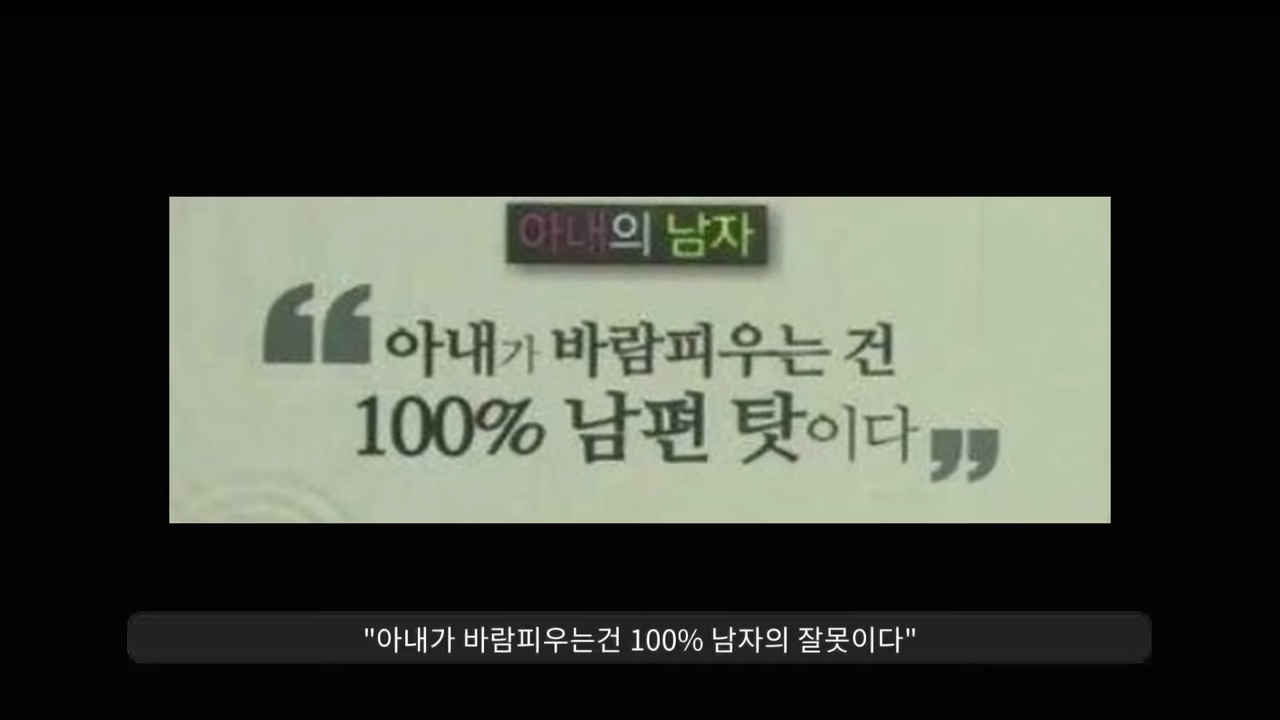 아내의 남자
“아내가 바람피우는 건
100% 남편 탓이다”
"아내가 바람피우는건 100% 남자의 잘못이다"